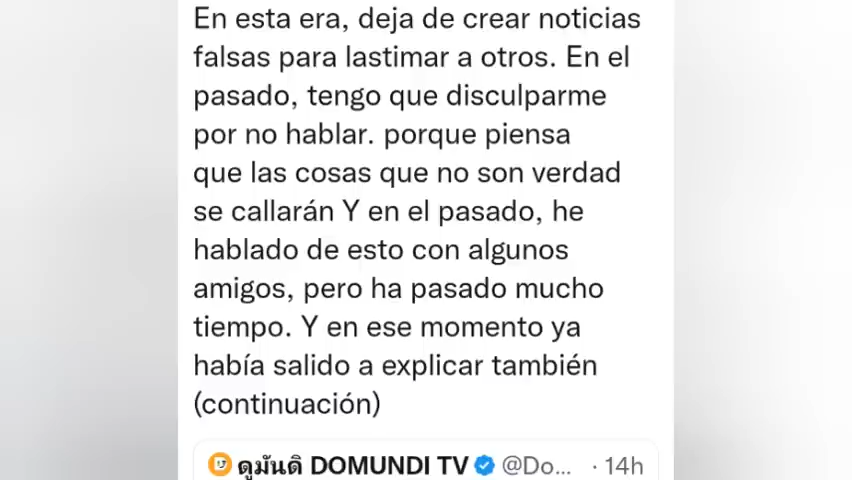 En esta era, deja de crear noticias
falsas para lastimar a otros. En el
pasado, tengo que disculparme
por no hablar. porque piensa
que las cosas que no son verdad
se callarán Y en el pasado, he
hablado de esto con algunos
amigos, pero ha pasado mucho
tiempo. Y en ese momento ya
había salido a explicar también
(continuación)
ดูมันดิ DOMUNDI TV @Do... · 14h